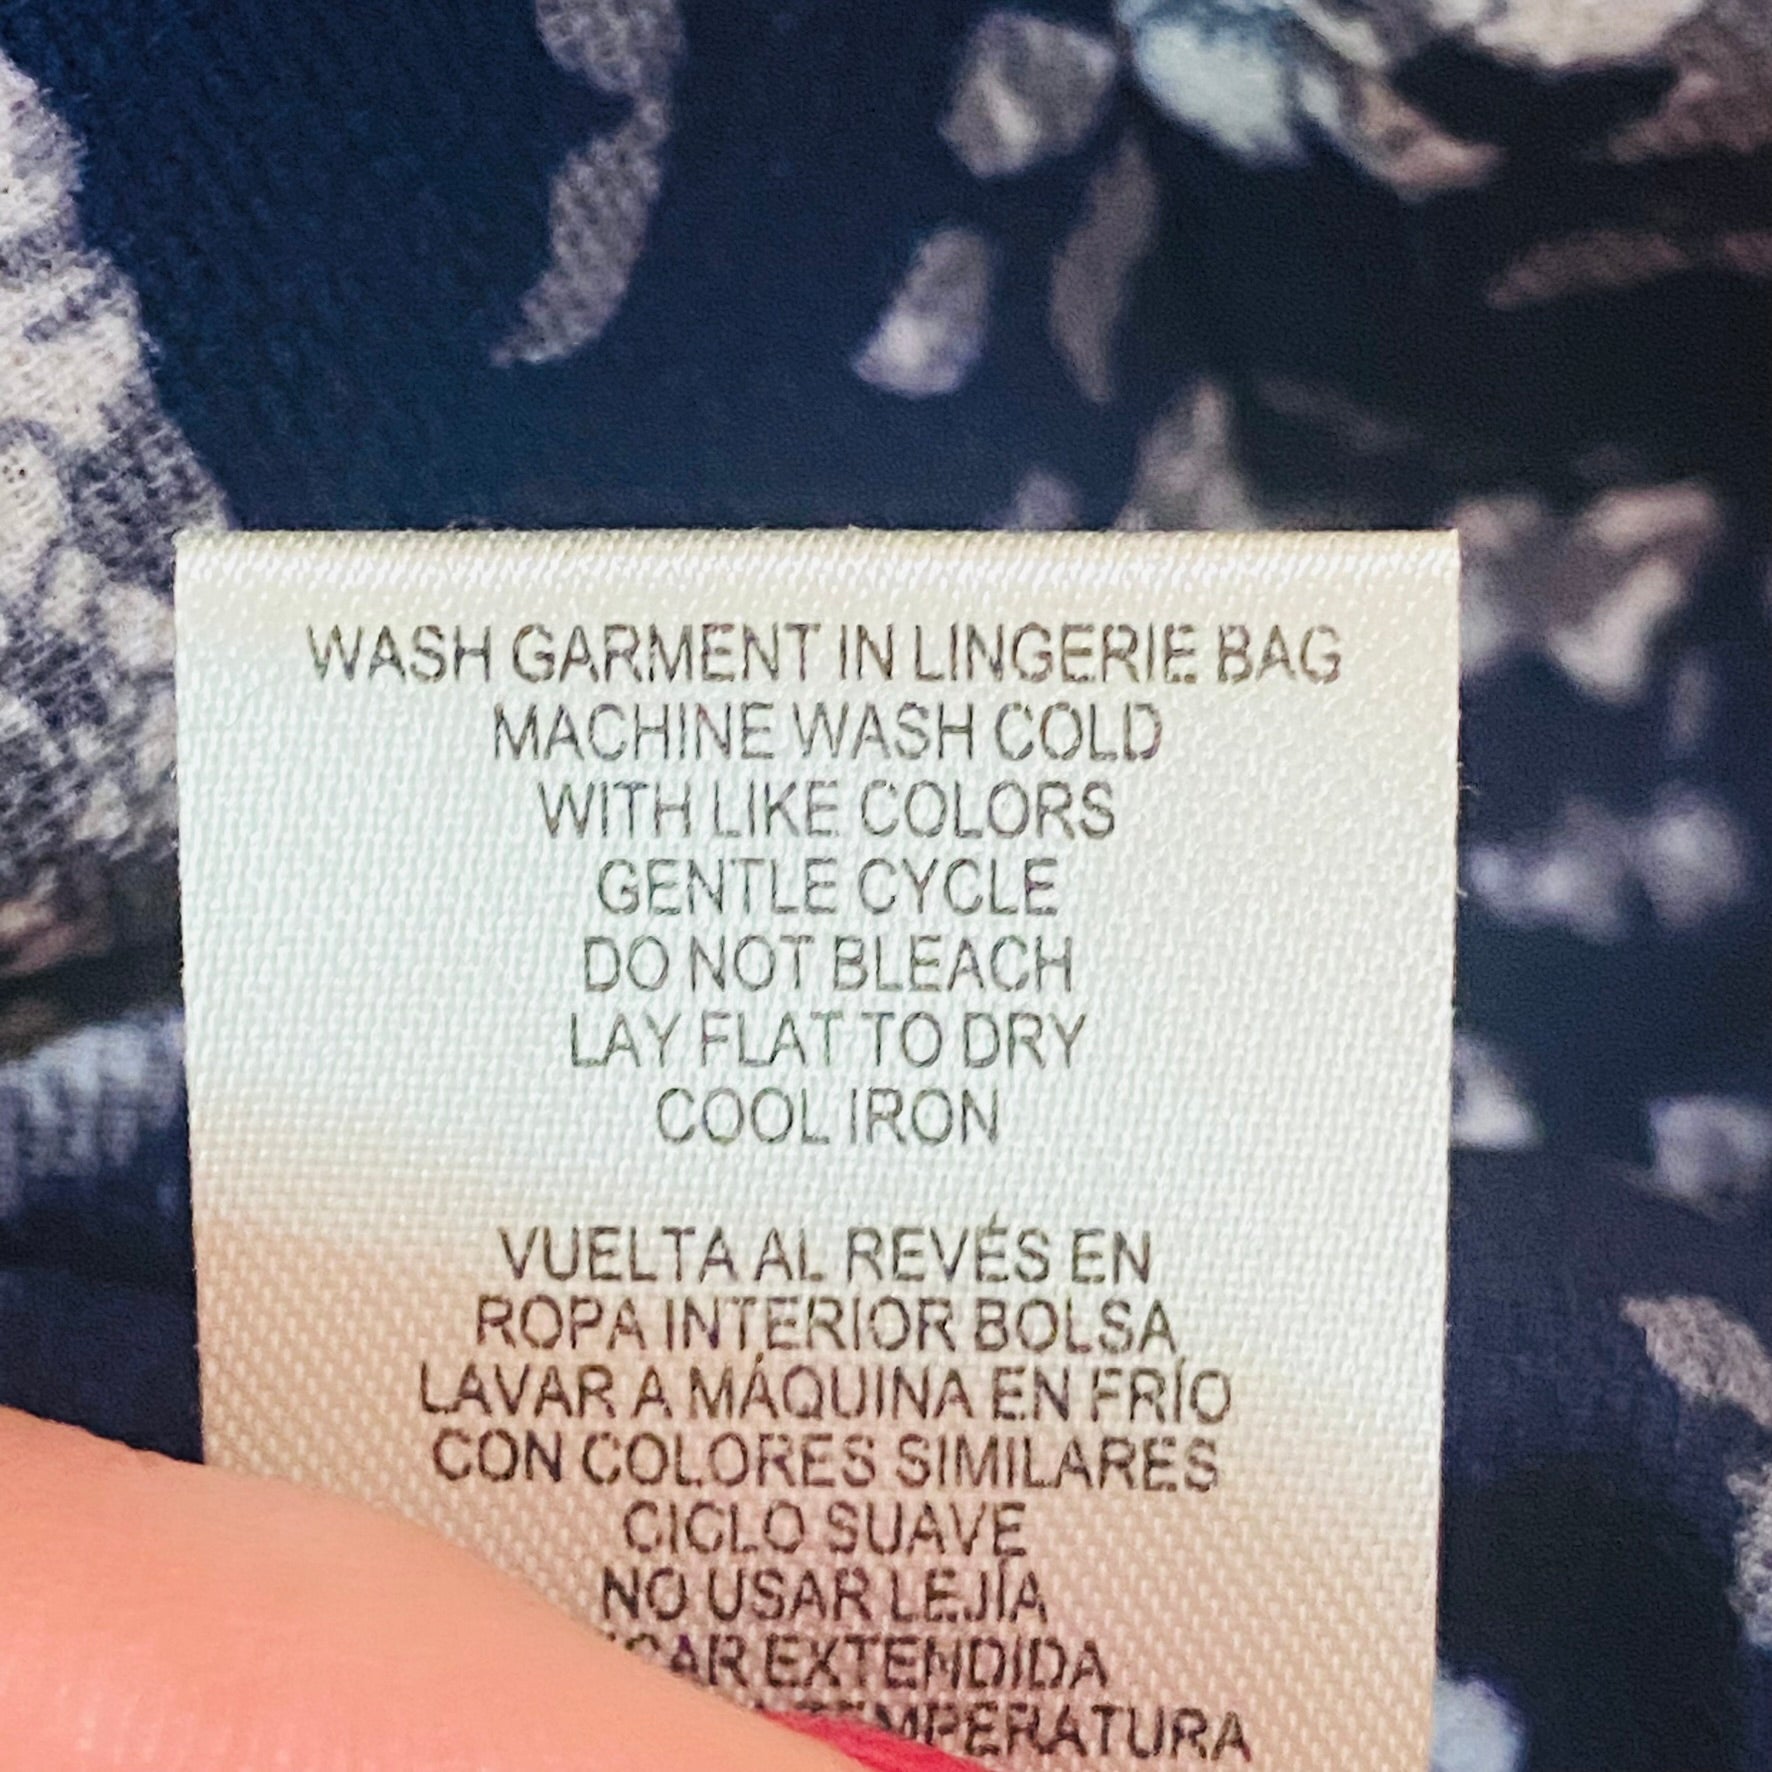 WASH GARMENT IN LINGERIE BAG
MACHINE WASH COLD
WITH LIKE COLORS
GENTLE CYCLE
DO NOT BLEACH
LAY FLAT TO DRY
COOL IRON
VUELTA AL REVÉS EN
ROPA INTERIOR BOLSA
LAVAR A MÁQUINA EN FRÍO
CON COLORES SIMILARES
CICLO SUAVE
NO USAR LEJÍA
EXTENDIDA
TEMPERATURA